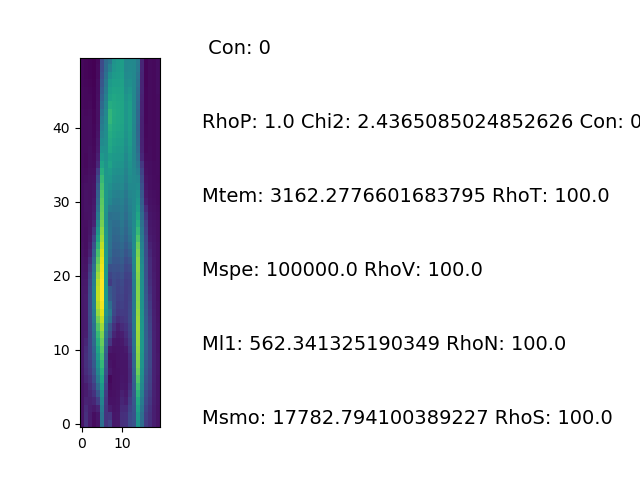 Con: 0
RhoP: 1.0 Chi2: 2.4365085024852626 Con: 0
Mtem: 3162.2776601683795 RhoT: 100.0
Mspe: 100000.0 RhoV: 100.0
Ml1: 562.341325190349 RhoN: 100.0
Msmo: 17782.794100389227 RhoS: 100.0
40
30
20
10
0
0 10